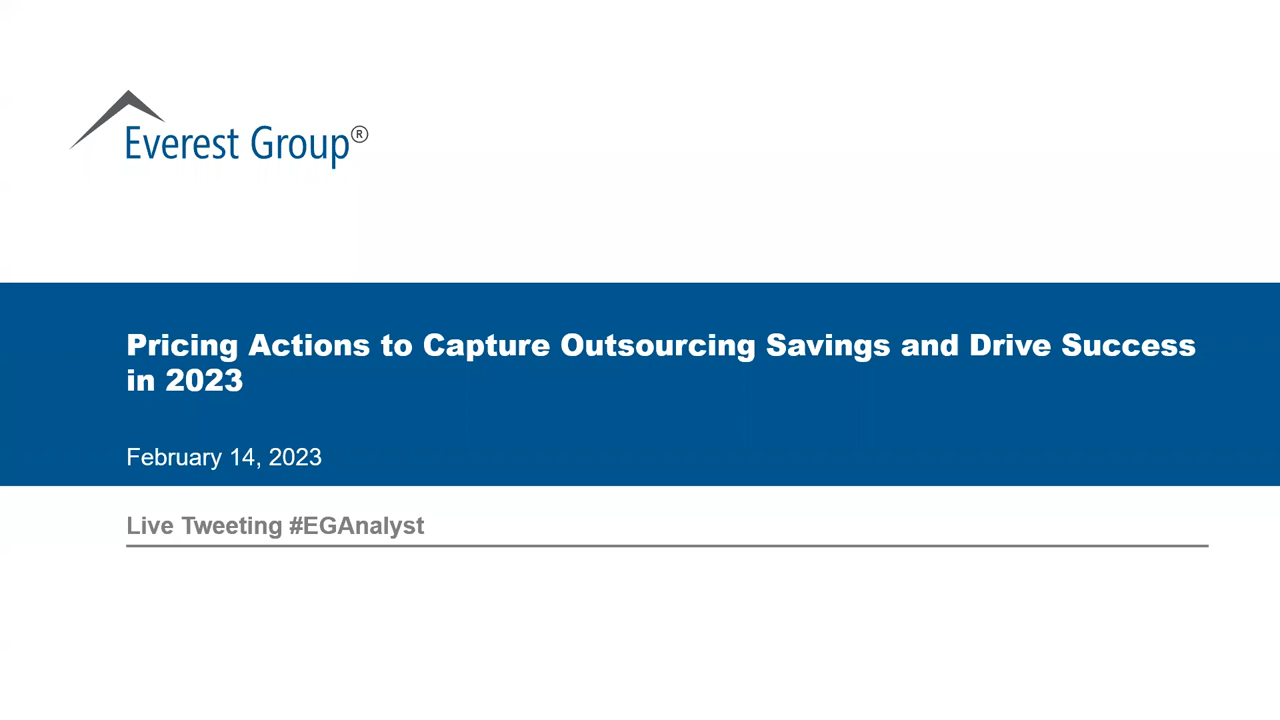 Everest Group®
Pricing Actions to Capture Outsourcing Savings and Drive Success
in 2023
February 14, 2023
Live Tweeting #EGAnalyst